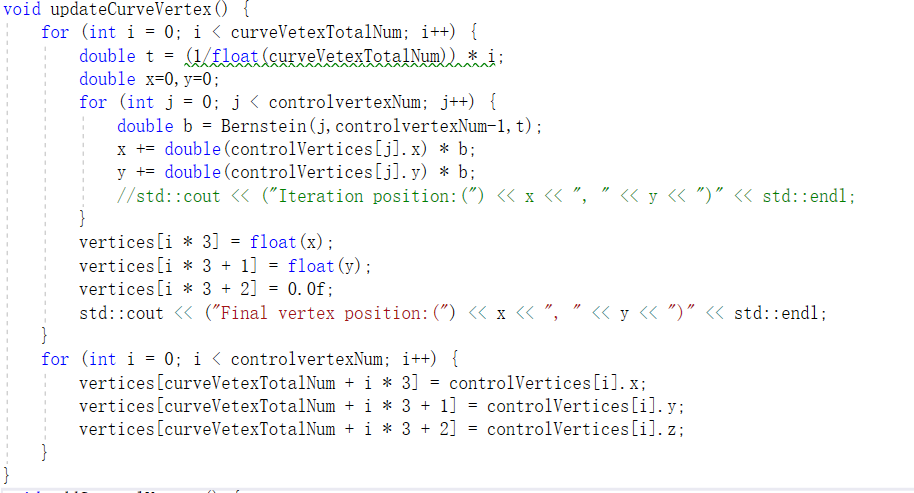 void updateCurveVertex() {
for (int i = 0; i < curveVetexTotalNum; i++) {
double t = (1/float(curveVetexTotalNum)) * i;
double x=0,y=0;
for (int j = 0; j < controlvertexNum; j++) {
double b = Bernstein(j,controlvertexNum-1,t);
x += double(controlVertices[j].x) * b;
y += double(controlVertices[j].y) * b;
//std::cout << ("Iteration position:(") << x << ", " << y << ")" << std::endl;
}
vertices[i * 3] = float(x);
vertices[i * 3 + 1] = float(y);
vertices[i * 3 + 2] = 0.0f;
std::cout << ("Final vertex position:(") << x << ", " << y << ")" << std::endl;
}
for (int i = 0; i < controlvertexNum; i++) {
vertices[curveVetexTotalNum + i * 3] = controlVertices[i].x;
vertices[curveVetexTotalNum + i * 3 + 1] = controlVertices[i].y;
vertices[curveVetexTotalNum + i * 3 + 2] = controlVertices[i].z;
}
}